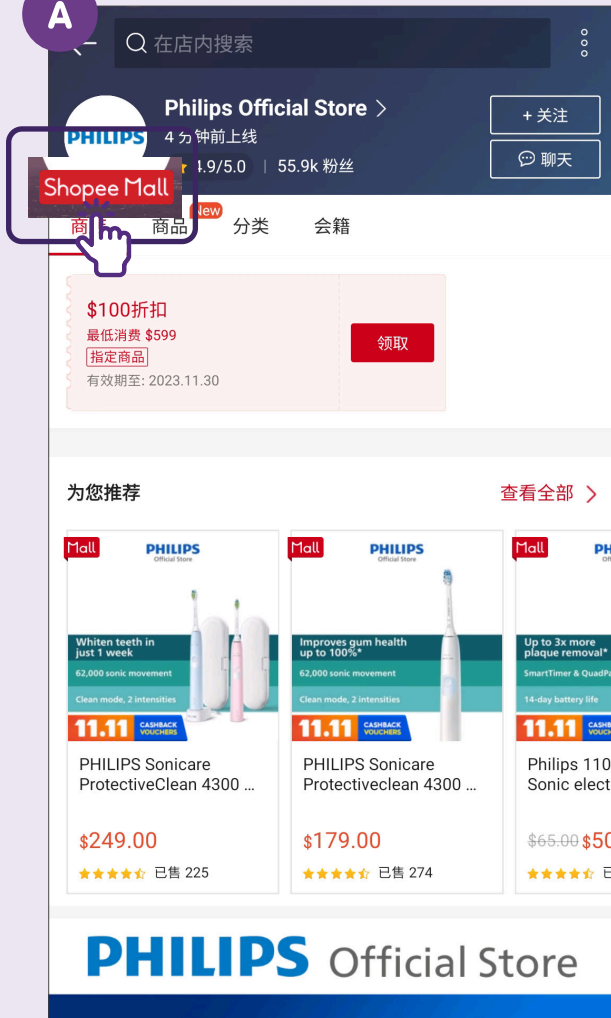 A
在店内搜索
Philips Official Store
PHILIPS
4 分钟前上线
+ 关注
4.9/5.0 | 55.9k 粉丝
聊天
Shopee Mall
New
商
商品
分类
会籍
$100折扣
最低消费 $599
指定商品
有效期至: 2023.11.30
领取
为您推荐
查看全部
Mall
PHILIPS
Official Store
Whiten teeth in
just 1 week
62,000 sonic movement
Clean mode, 2 intensities
11.11 CASHBACK
VOUCHERS
PHILIPS Sonicare
ProtectiveClean 4300 ...
$249.00
已售 225
Mall
PHILIPS
Official Store
Improves gum health
up to 100%*
62,000 sonic movement
Clean mode, 2 intensities
11.11 CASHBACK
VOUCHERS
PHILIPS Sonicare
Protectiveclean 4300 ...
$179.00
已售 274
Mall
Up to 3x more
plaque removal*
SmartTimer &
14-day battery life
11.11
Philips 110
Sonic elect
$65.00 $50
PHILIPS Official Store